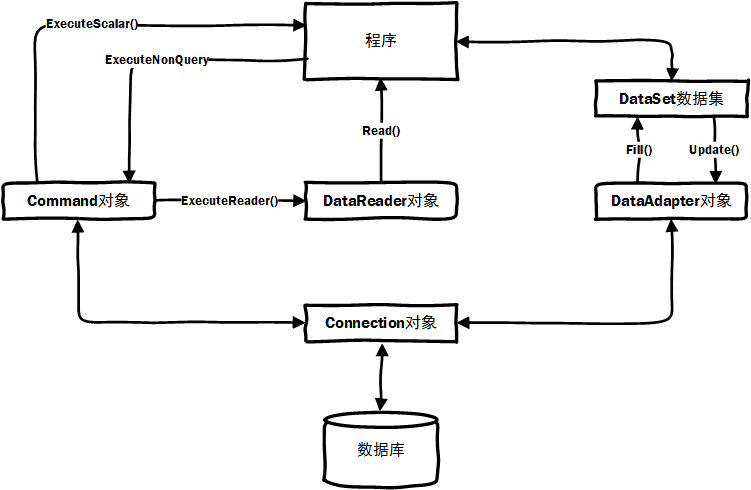 ExecuteScalar()
程序
ExecuteNonQuery
DataSet数据集
Read()
Fill()
Update()
Command对象
ExecuteReader()
DataReader对象
DataAdapter对象
Connection对象
数据库